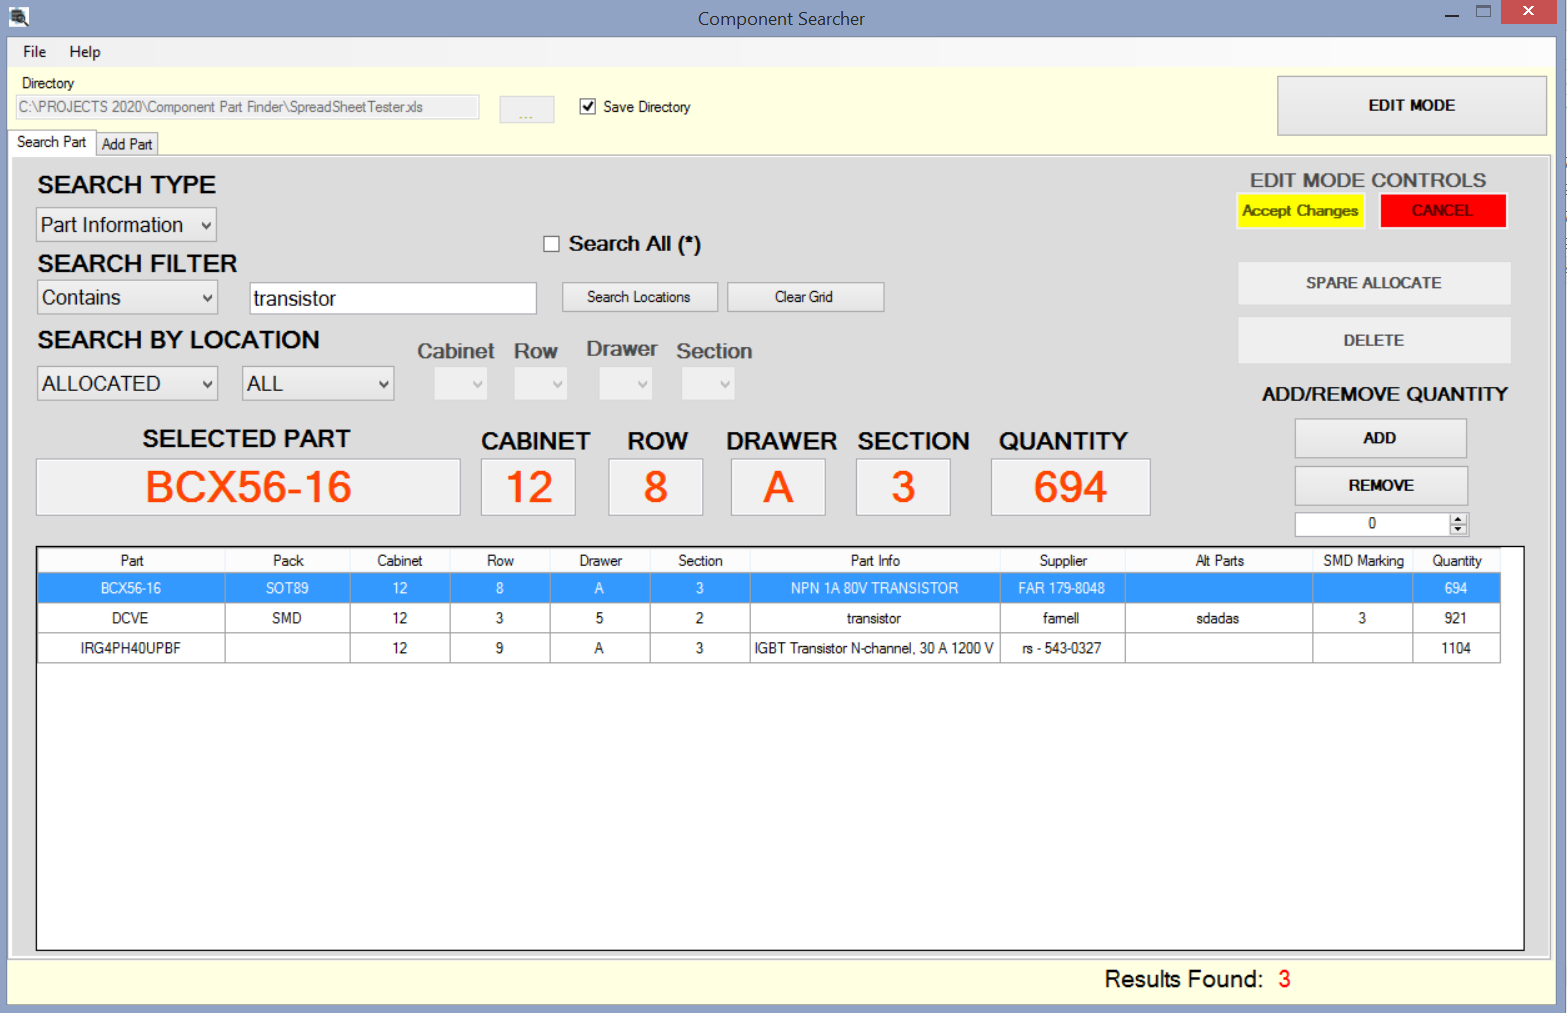 Component Searcher
File Help
Directory
C:\PROJECTS 2020\Component Part Finder\SpreadSheetTester.xls ... Save Directory EDIT MODE
Search Part Add Part
SEARCH TYPE EDIT MODE CONTROLS
Part Information Accept Changes CANCEL
Search All (*)
SEARCH FILTER
Contains transistor Search Locations Clear Grid SPARE ALLOCATE
SEARCH BY LOCATION Cabinet Row Drawer Section DELETE
ALLOCATED ALL ADD/REMOVE QUANTITY
SELECTED PART CABINET ROW DRAWER SECTION QUANTITY ADD
BCX56-16 12 8 A 3 694 REMOVE
0
Part Pack Cabinet Row Drawer Section Part Info Supplier Alt Parts SMD Marking Quantity
BCX56-16 SOT89 12 8 A 3 NPN 1A 80V TRANSISTOR FAR 179-8048 694
DCVE SMD 12 3 5 2 transistor farnell sdadas 3 921
IRG4PH40UPBF 12 9 A 3 IGBT Transistor N-channel, 30 A 1200 V rs - 543-0327 1104
Results Found: 3